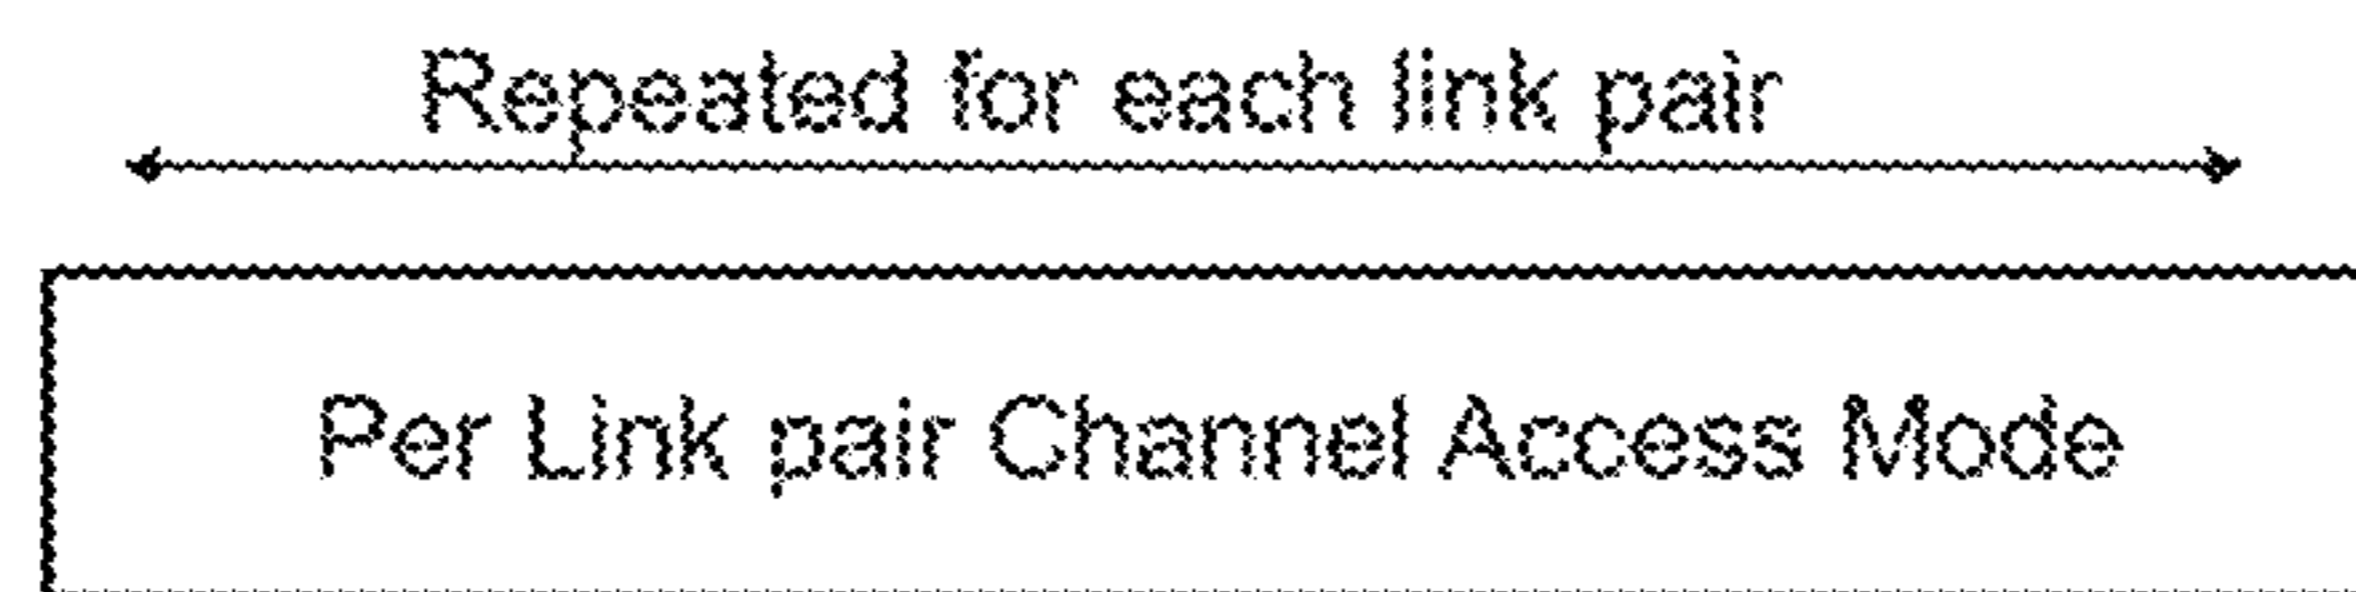 Repeated for each link pair
Per Link pair Channel Access Mode